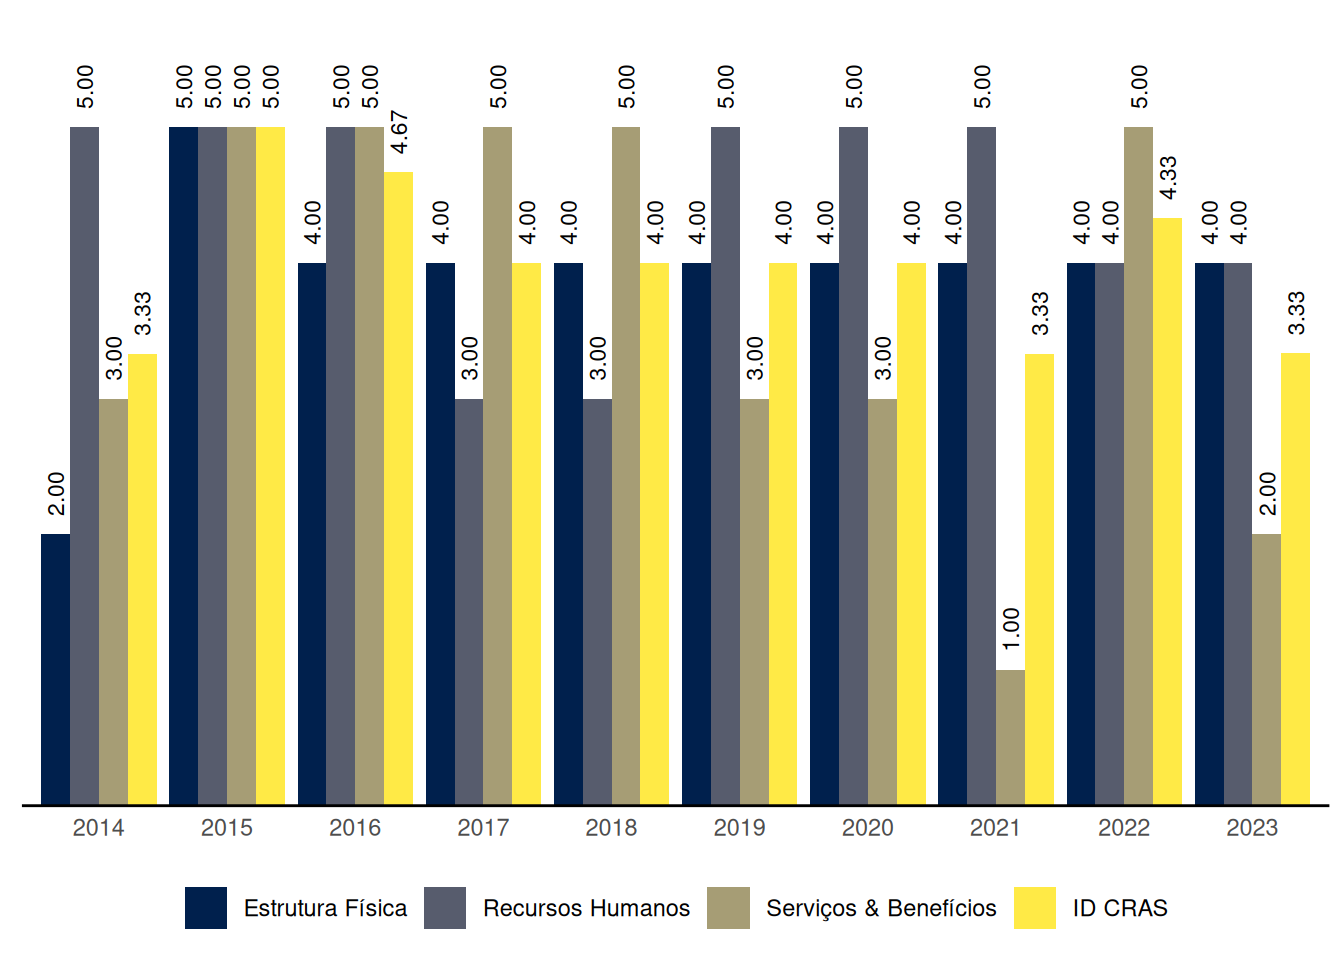 5.00 5.00 5.00 5.00 5.00 5.00 5.00 5.00 5.00 5.00 5.00 5.00 5.00
4.67
4.33
4.00 4.00 4.00 4.00 4.00 4.00 4.00 4.00 4.00 4.00 4.00 4.00 4.00 4.00
3.33 3.33 3.33
3.00 3.00 3.00 3.00 3.00
2.00 2.00
1.00
2014 2015 2016 2017 2018 2019 2020 2021 2022 2023
Estrutura Física Recursos Humanos Serviços & Benefícios ID CRAS